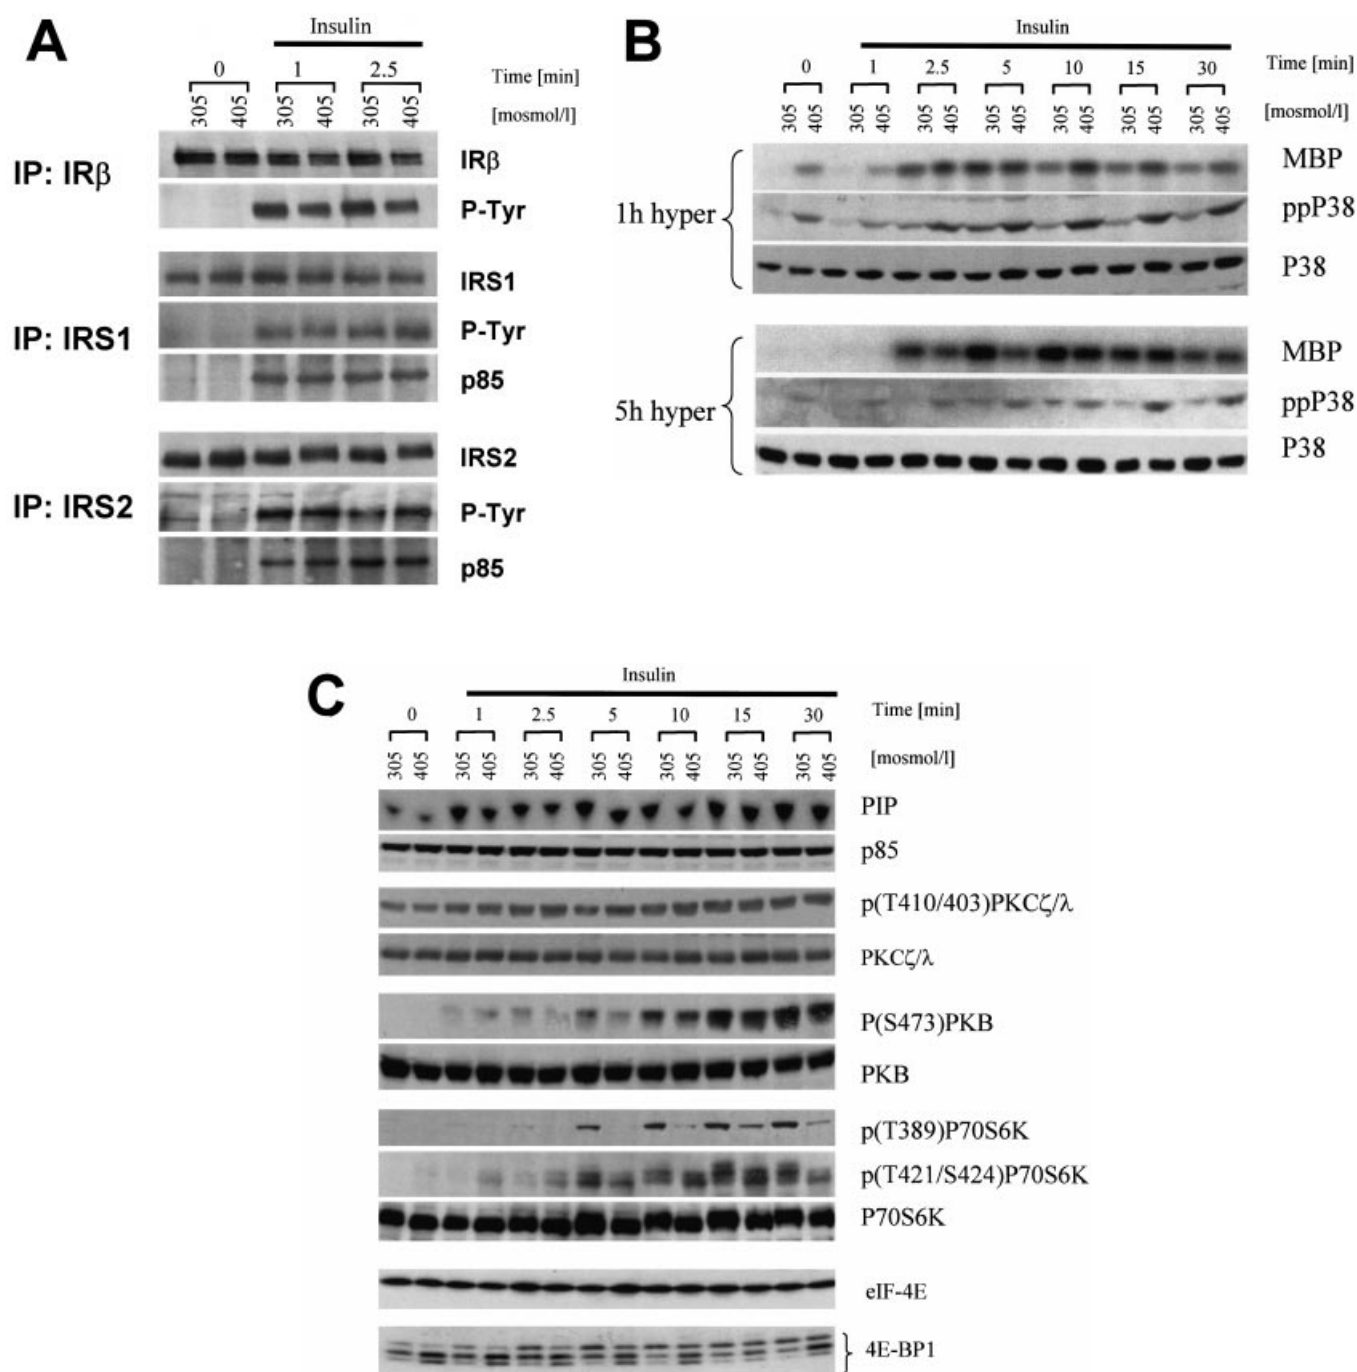 A
Insulin
0 1 2.5 Time [min]
305 405 305 405 305 405 [mosmol/l]
IP: IRβ
IRβ
P-Tyr
IP: IRS1
IRS1
P-Tyr
p85
IP: IRS2
IRS2
P-Tyr
p85
B
Insulin
0 1 2.5 5 10 15 30 Time [min]
305 405 305 405 305 405 305 405 305 405 305 405 305 405 [mosmol/l]
1h hyper
MBP
ppP38
P38
5h hyper
MBP
ppP38
P38
C
Insulin
0 1 2.5 5 10 15 30 Time [min]
305 405 305 405 305 405 305 405 305 405 305 405 305 405 [mosmol/l]
PIP
p85
p(T410/403)PKCζ/λ
PKCζ/λ
P(S473)PKB
PKB
p(T389)P70S6K
p(T421/S424)P70S6K
P70S6K
eIF-4E
4E-BP1